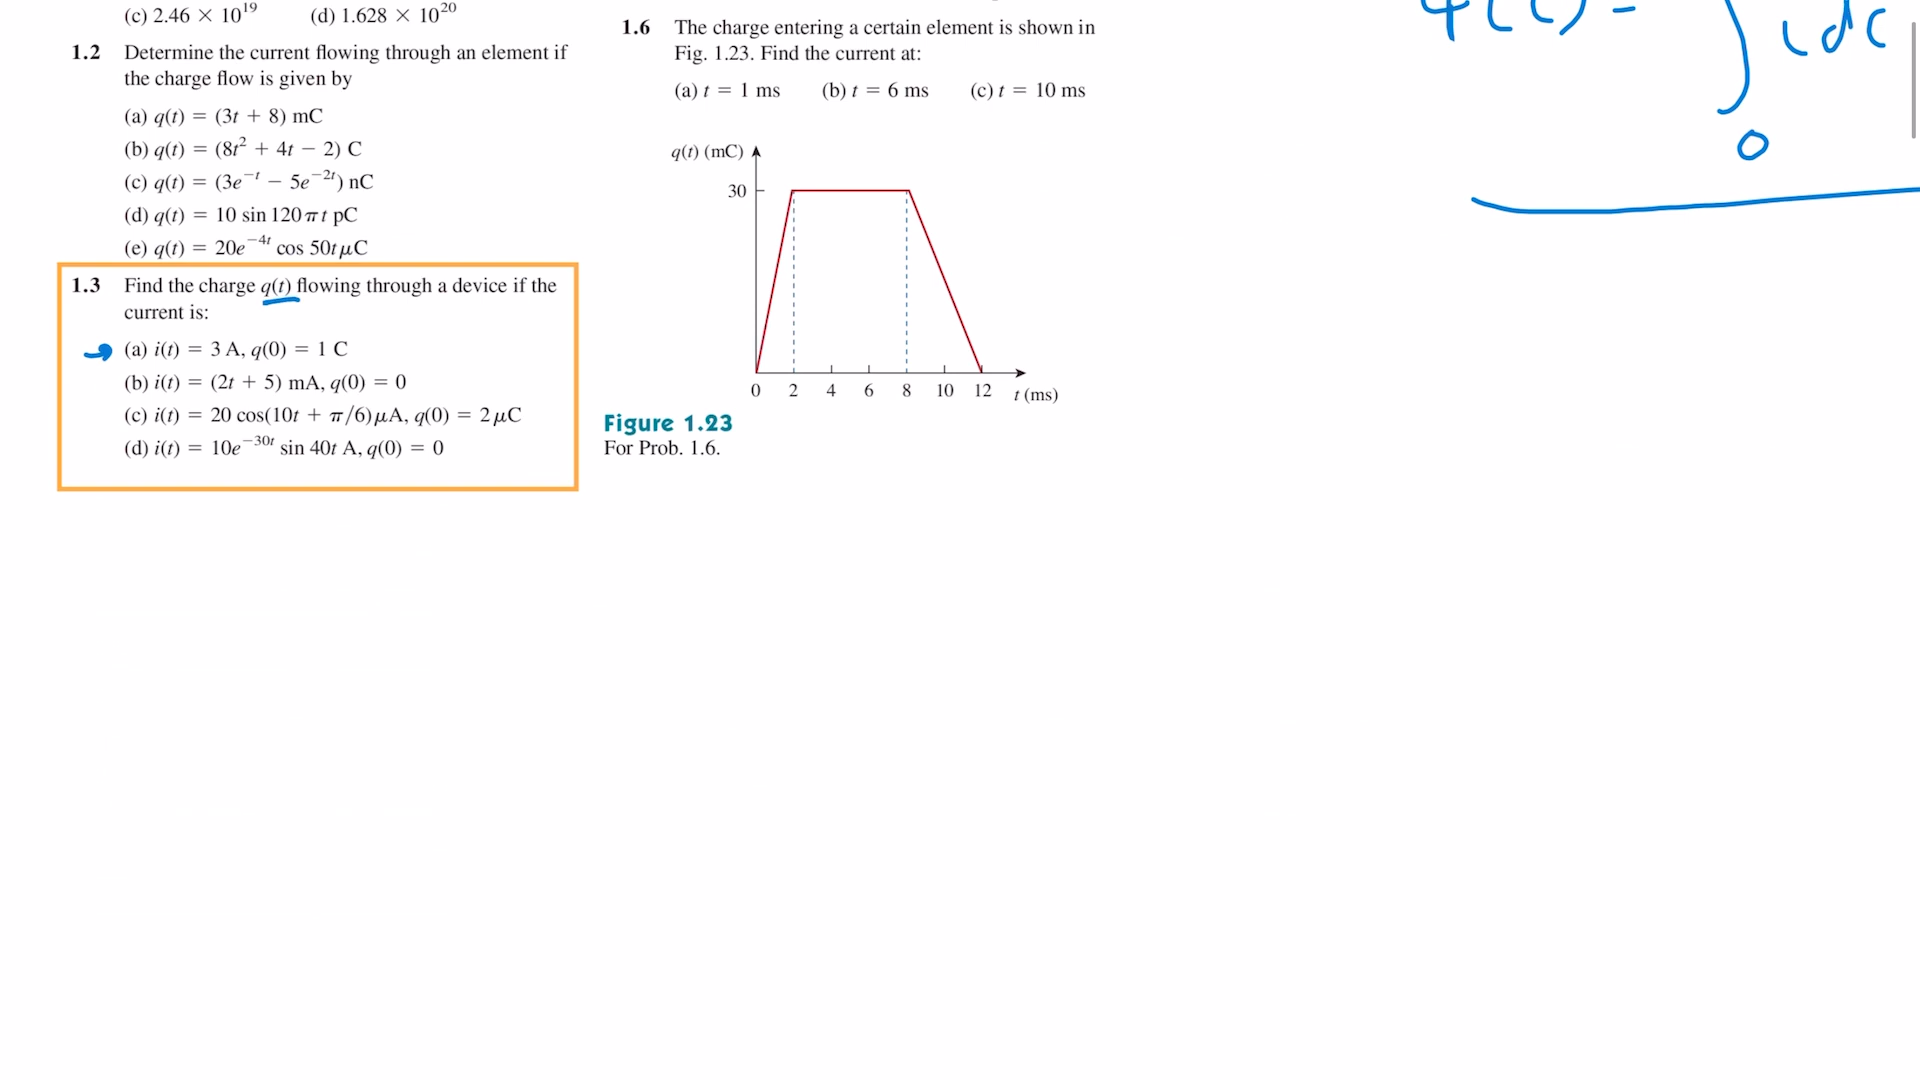 (c) 2.46 × 10¹⁹ (d) 1.628 × 10²⁰
1.2 Determine the current flowing through an element if
the charge flow is given by
(a) q(t) = (3t + 8) mC
(b) q(t) = (8t² + 4t − 2) C
(c) q(t) = (3e⁻ᵗ − 5e⁻²ᵗ) nC
(d) q(t) = 10 sin 120 π t pC
(e) q(t) = 20e⁻⁴ᵗ cos 50t μC
1.3 Find the charge q(t) flowing through a device if the
current is:
(a) i(t) = 3 A, q(0) = 1 C
(b) i(t) = (2t + 5) mA, q(0) = 0
(c) i(t) = 20 cos(10t + π/6) μA, q(0) = 2 μC
(d) i(t) = 10e⁻³⁰ᵗ sin 40t A, q(0) = 0
1.6 The charge entering a certain element is shown in
Fig. 1.23. Find the current at:
(a) t = 1 ms (b) t = 6 ms (c) t = 10 ms
q(t) (mC)
30
0 2 4 6 8 10 12 t (ms)
Figure 1.23
For Prob. 1.6.
∫ i dt
0